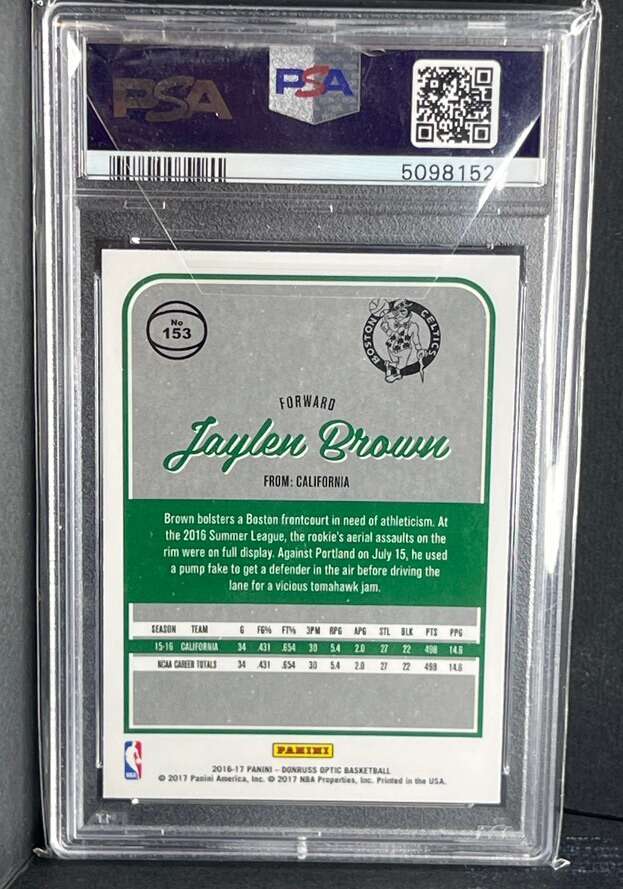 PSA
PSA
5098152
No
153
BOSTON CELTICS
FORWARD
Jaylen Brown
FROM: CALIFORNIA
Brown bolsters a Boston frontcourt in need of athleticism. At
the 2016 Summer League, the rookie's aerial assaults on the
rim were on full display. Against Portland on July 15, he used
a pump fake to get a defender in the air before driving the
lane for a vicious tomahawk jam.
SEASON TEAM G FG% FT% 3PM RPG APG STL BLK PTS PPG
15-16 CALIFORNIA 34 .431 .654 30 5.4 2.0 27 22 498 14.6
NCAA CAREER TOTALS 34 .431 .654 30 5.4 2.0 27 22 498 14.6
PANINI
NBA
2016-17 PANINI – DONRUSS OPTIC BASKETBALL
© 2017 Panini America, Inc. © 2017 NBA Properties, Inc. Printed in the USA.